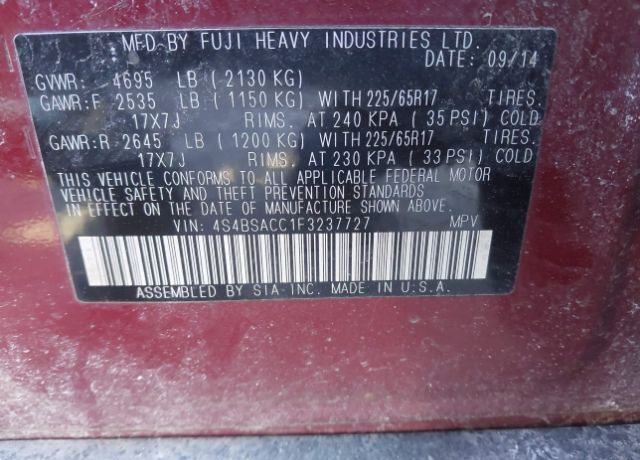 MFD BY FUJI HEAVY INDUSTRIES LTD.
DATE: 09/14
GVWR: 4695 LB (2130 KG)
GAWR:F 2535 LB (1150 KG) WITH 225/65R17 TIRES.
17X7J RIMS. AT 240 KPA (35 PSI) COLD
GAWR:R 2645 LB (1200 KG) WITH 225/65R17 TIRES.
17X7J RIMS. AT 230 KPA (33 PSI) COLD
THIS VEHICLE CONFORMS TO ALL APPLICABLE FEDERAL MOTOR
VEHICLE SAFETY AND THEFT PREVENTION STANDARDS
IN EFFECT ON THE DATE OF MANUFACTURE SHOWN ABOVE.
VIN: 4S4BSACC1F3237727 MPV
ASSEMBLED BY SIA-INC. MADE IN U.S.A.